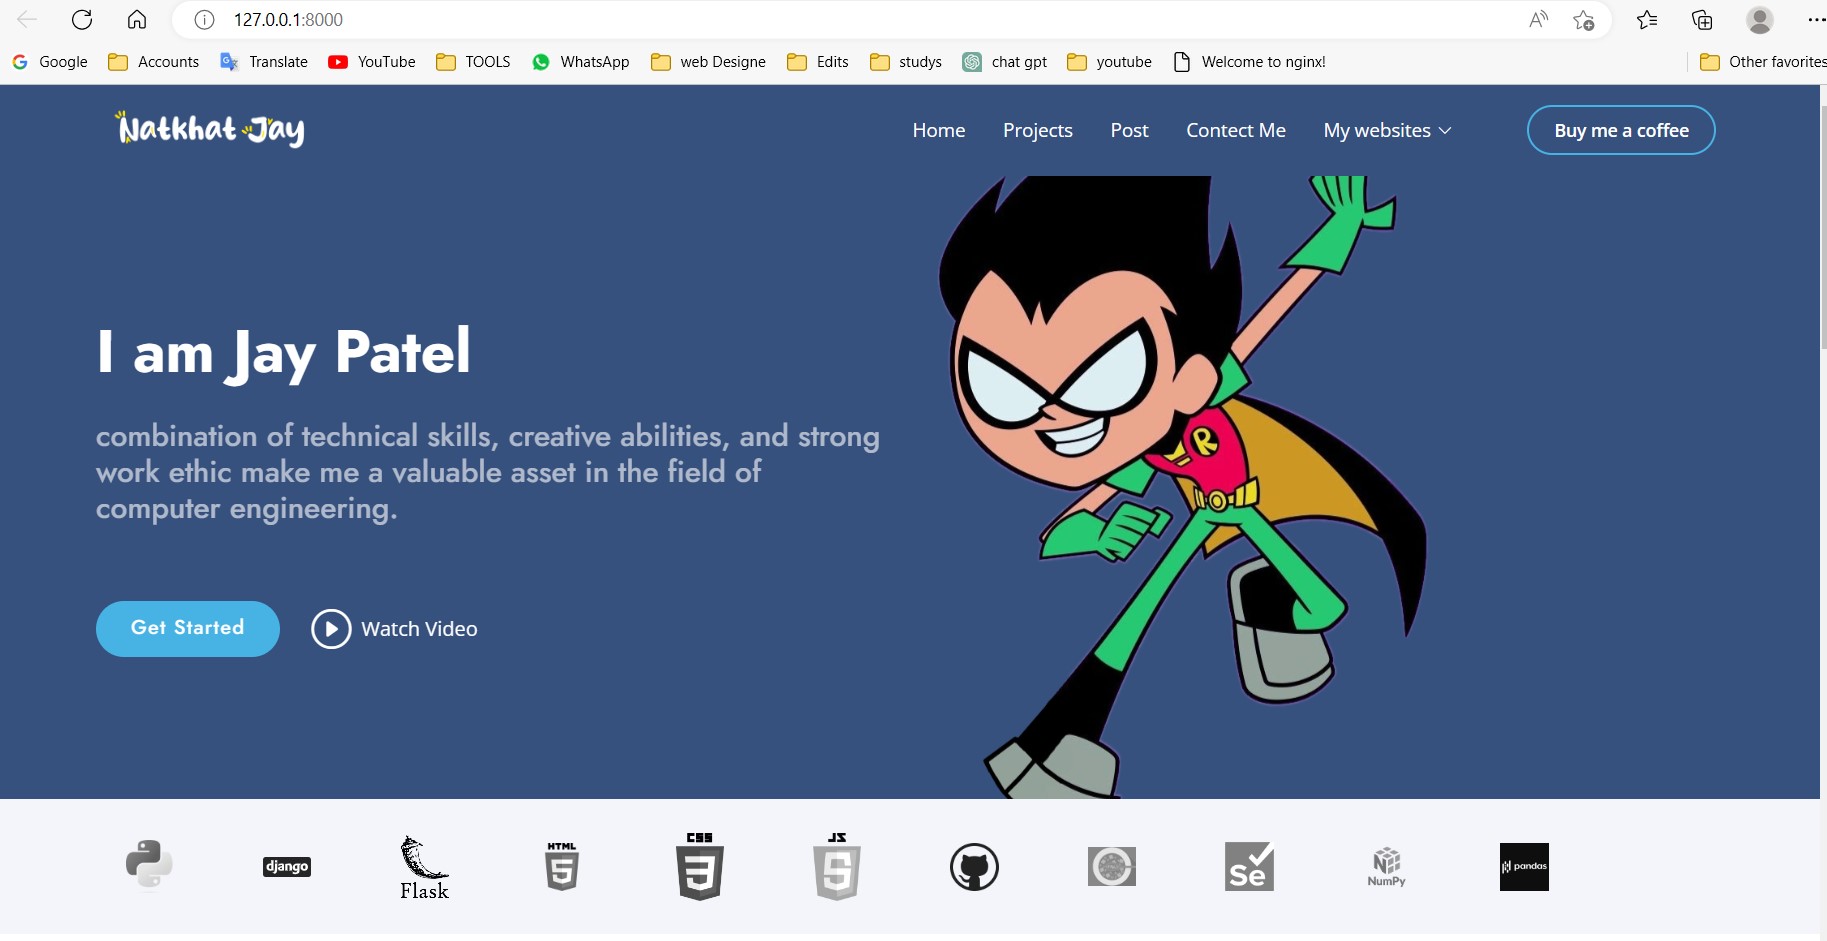 127.0.0.1:8000
Google Accounts Translate YouTube TOOLS WhatsApp web Designe Edits studys chat gpt youtube Welcome to nginx! Other favorites
Natkhat Jay Home Projects Post Contect Me My websites Buy me a coffee
R
I am Jay Patel
combination of technical skills, creative abilities, and strong
work ethic make me a valuable asset in the field of
computer engineering.
Get Started Watch Video
django Flask HTML 5 CSS 3 JS 5 Se NumPy pandas